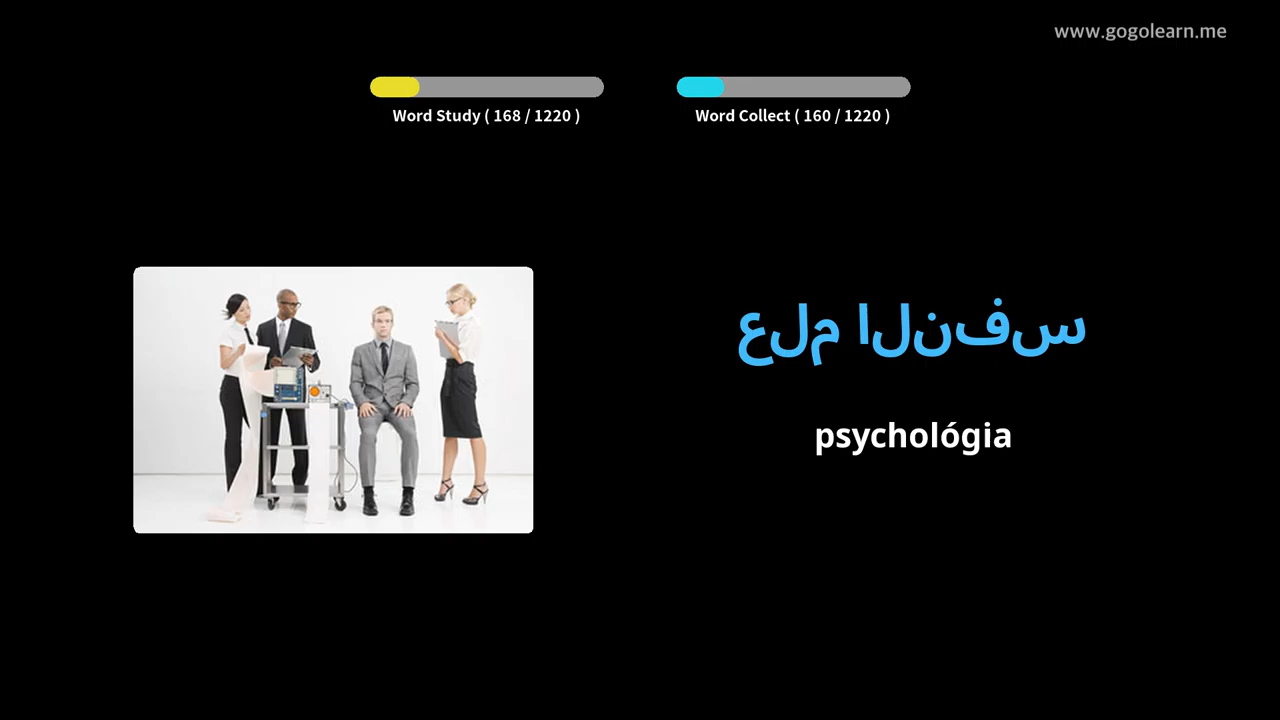 www.gogolearn.me
Word Study ( 168 / 1220 )
Word Collect ( 160 / 1220 )
علم النفس
psychológia